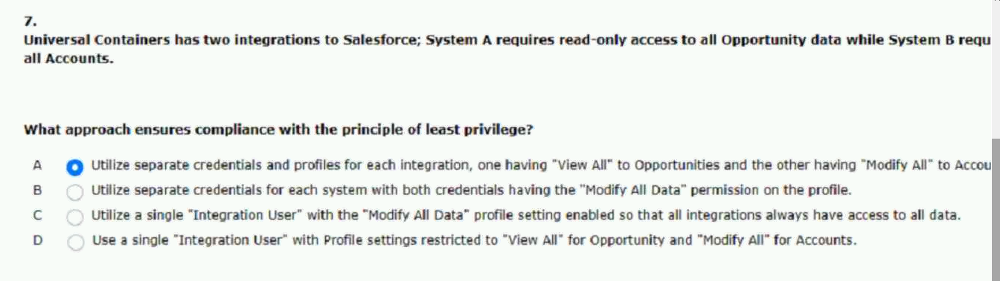 7.
Universal Containers has two integrations to Salesforce; System A requires read-only access to all Opportunity data while System B requ
all Accounts.
What approach ensures compliance with the principle of least privilege?
A Utilize separate credentials and profiles for each integration, one having "View All" to Opportunities and the other having "Modify All" to Accou
B Utilize separate credentials for each system with both credentials having the "Modify All Data" permission on the profile.
C Utilize a single "Integration User" with the "Modify All Data" profile setting enabled so that all integrations always have access to all data.
D Use a single "Integration User" with Profile settings restricted to "View All" for Opportunity and "Modify All" for Accounts.